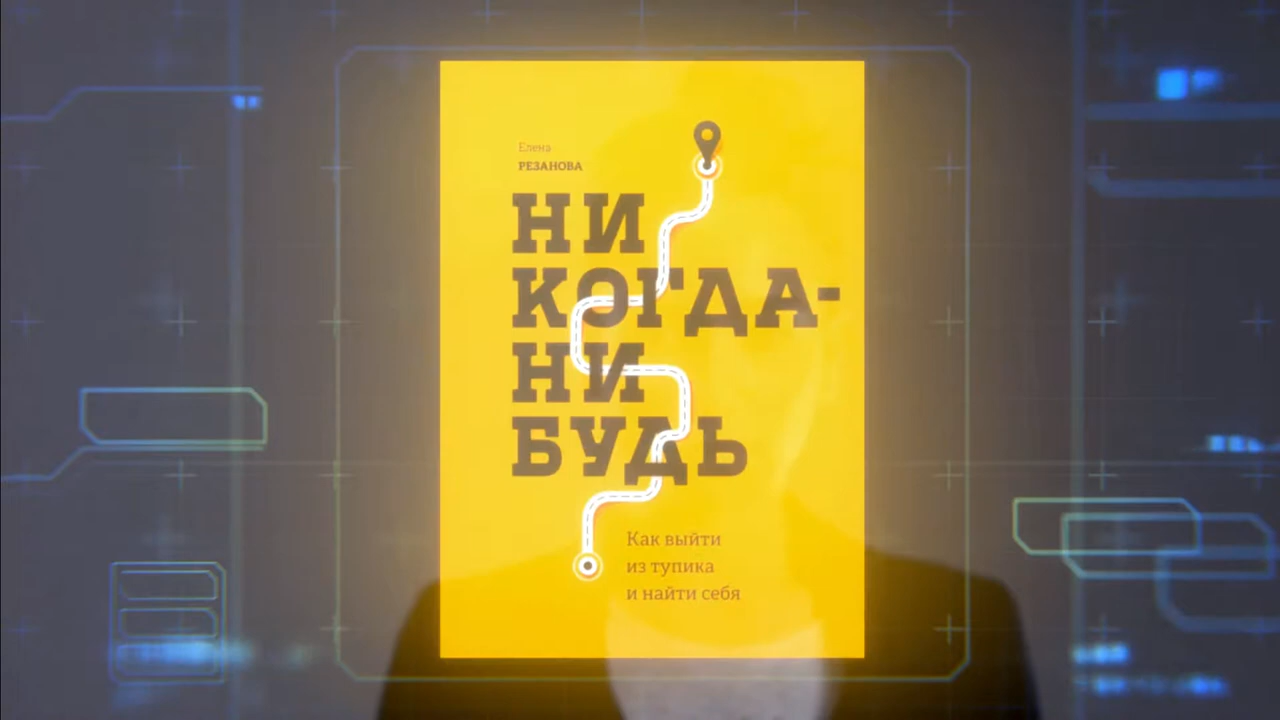 Елена
РЕЗАНОВА
НИ
КОГДА-
НИ
БУДЬ
Как выйти
из тупика
и найти себя